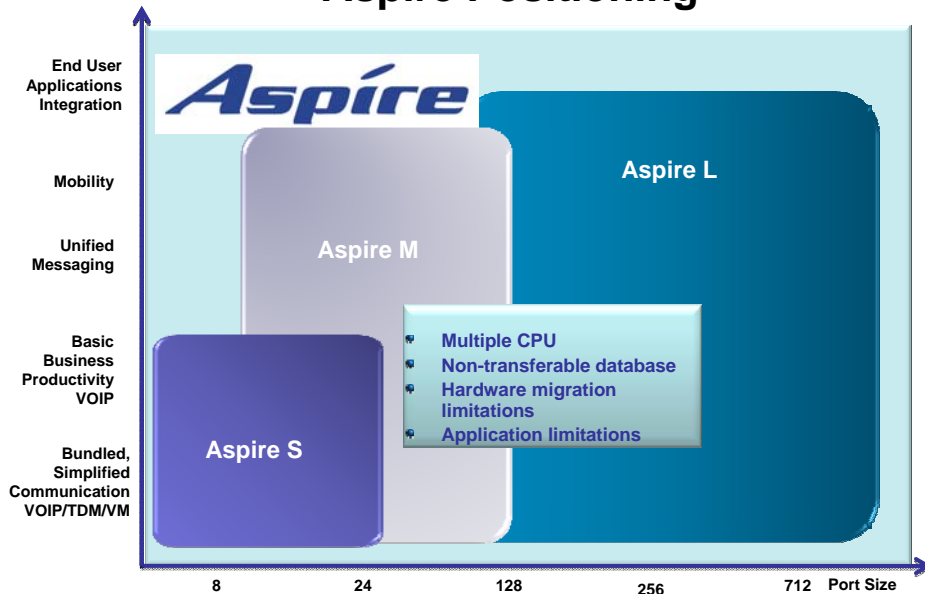 Aspire Positioning
End User
Applications
Integration
Mobility
Unified
Messaging
Basic
Business
Productivity
VOIP
Bundled,
Simplified
Communication
VOIP/TDM/VM
Aspire
Aspire L
Aspire M
Aspire S
Multiple CPU
Non-transferable database
Hardware migration
limitations
Application limitations
8 24 128 256 712 Port Size